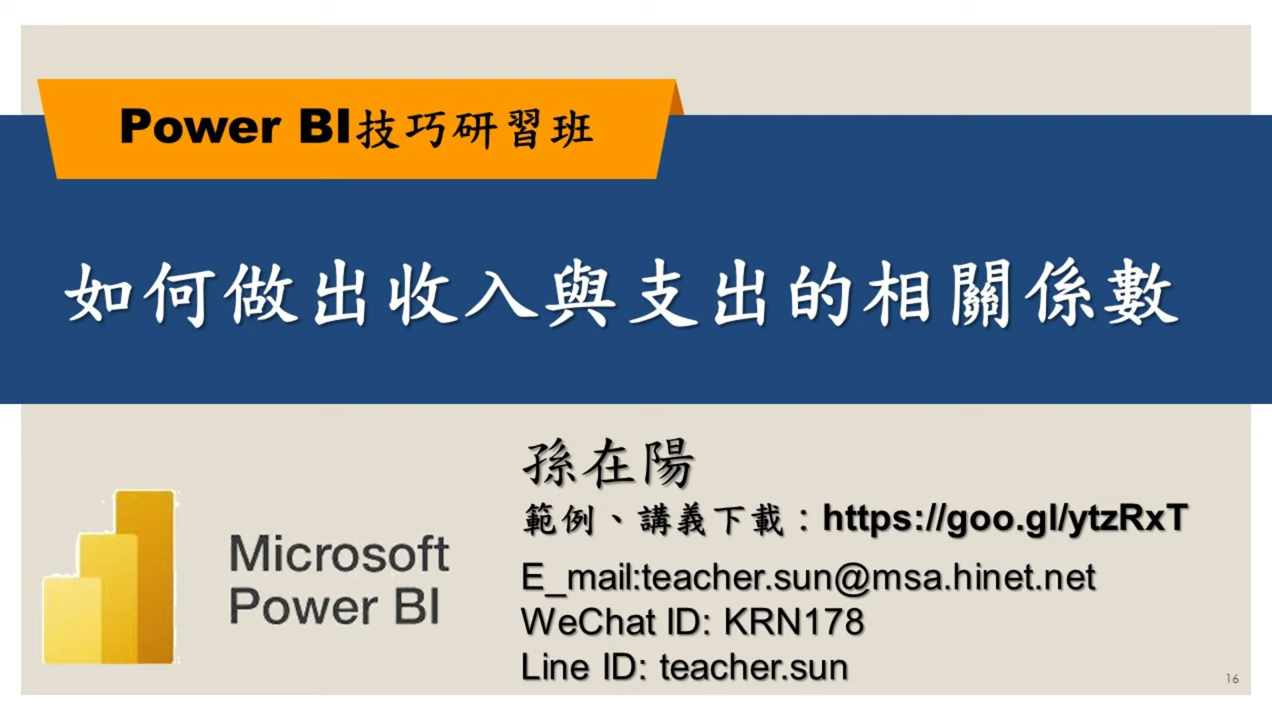 Power BI技巧研習班
如何做出收入與支出的相關係數
孫在陽
範例、講義下載：https://goo.gl/ytzRxT
Microsoft
Power BI
E_mail:teacher.sun@msa.hinet.net
WeChat ID: KRN178
Line ID: teacher.sun
16